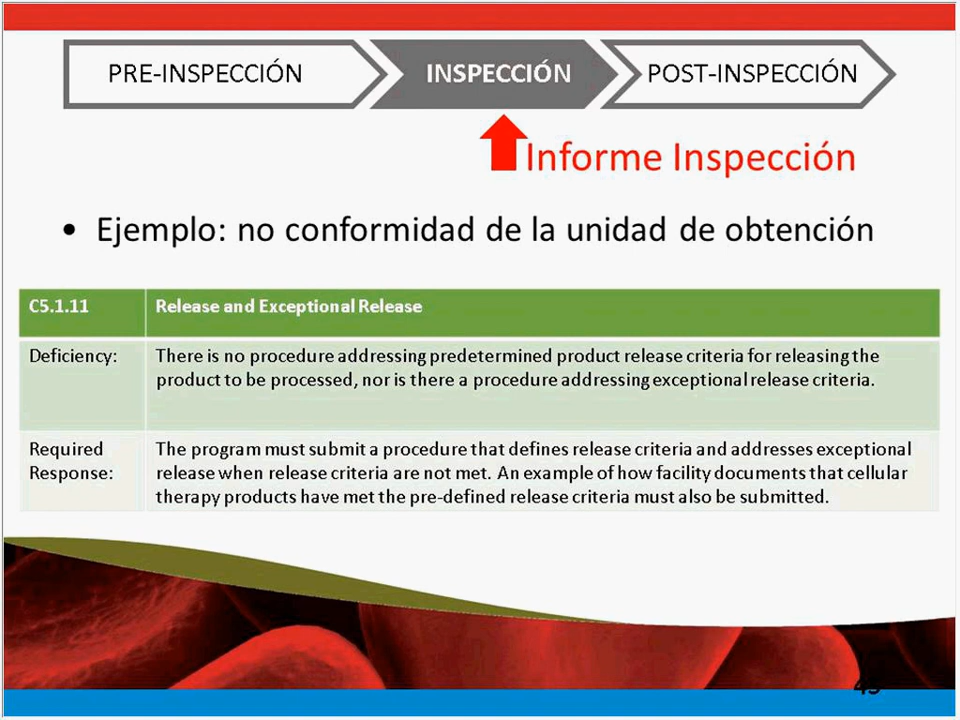 PRE-INSPECCIÓN
INSPECCIÓN
POST-INSPECCIÓN
Informe Inspección
• Ejemplo: no conformidad de la unidad de obtención
C5.1.11
Release and Exceptional Release
Deficiency:
There is no procedure addressing predetermined product release criteria for releasing the
product to be processed, nor is there a procedure addressing exceptional release criteria.
Required
Response:
The program must submit a procedure that defines release criteria and addresses exceptional
release when release criteria are not met. An example of how facility documents that cellular
therapy products have met the pre-defined release criteria must also be submitted.